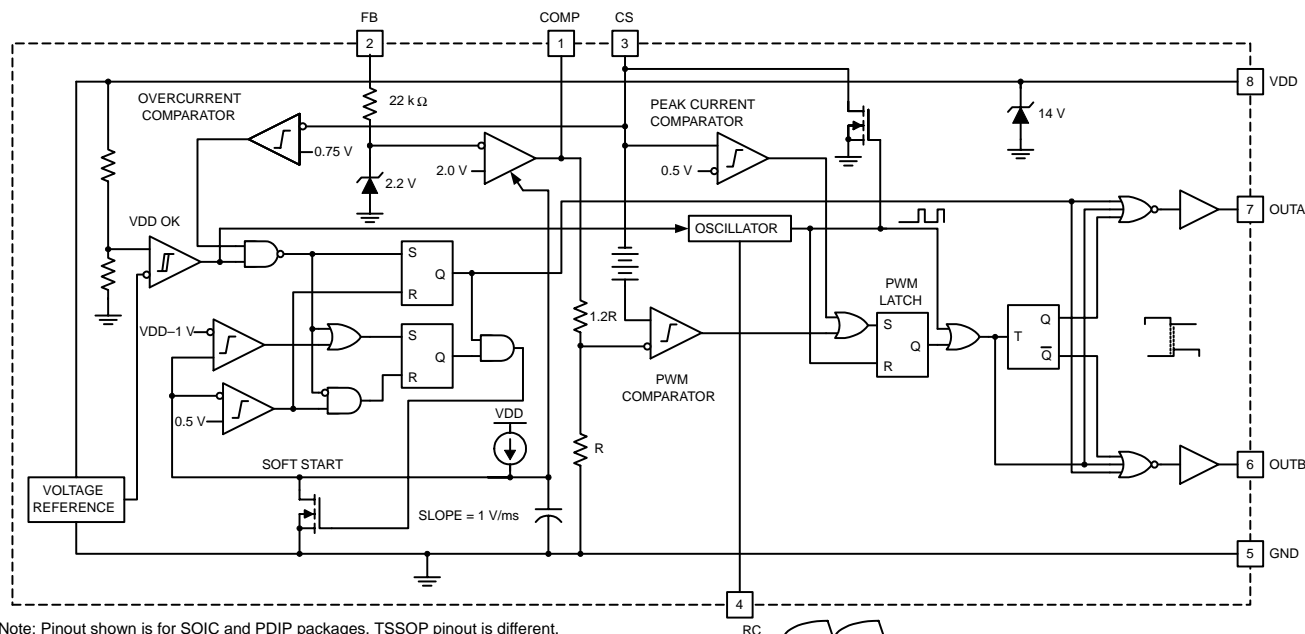 FB
COMP
CS
2
1
3
8
VDD
OVERCURRENT
COMPARATOR
22 k Ω
PEAK CURRENT
COMPARATOR
14 V
0.75 V
2.0 V
0.5 V
2.2 V
VDD OK
OSCILLATOR
7
OUTA
S
Q
R
PWM
LATCH
1.2R
VDD–1 V
S
Q
R
S
Q
R
T
Q
Q
PWM
COMPARATOR
0.5 V
VDD
R
SOFT START
6
OUTB
VOLTAGE
REFERENCE
SLOPE = 1 V/ms
5
GND
4
Note: Pinout shown is for SOIC and PDIP packages. TSSOP pinout is different.
RC